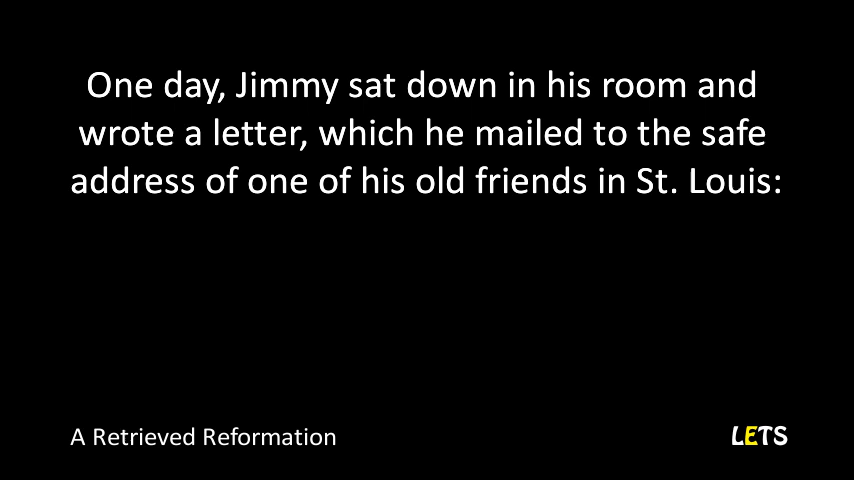 One day, Jimmy sat down in his room and
wrote a letter, which he mailed to the safe
address of one of his old friends in St. Louis:
A Retrieved Reformation
LETS